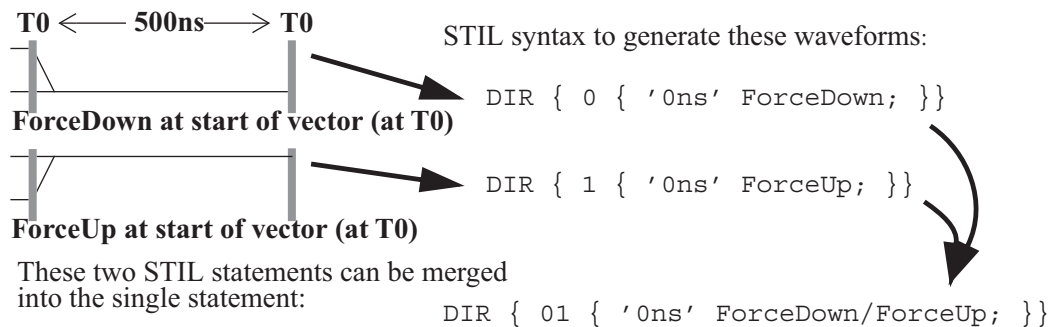 T0 500ns T0
STIL syntax to generate these waveforms:
DIR { 0 { '0ns' ForceDown; }}
ForceDown at start of vector (at T0)
DIR { 1 { '0ns' ForceUp; }}
ForceUp at start of vector (at T0)
These two STIL statements can be merged
into the single statement:
DIR { 01 { '0ns' ForceDown/ForceUp; }}